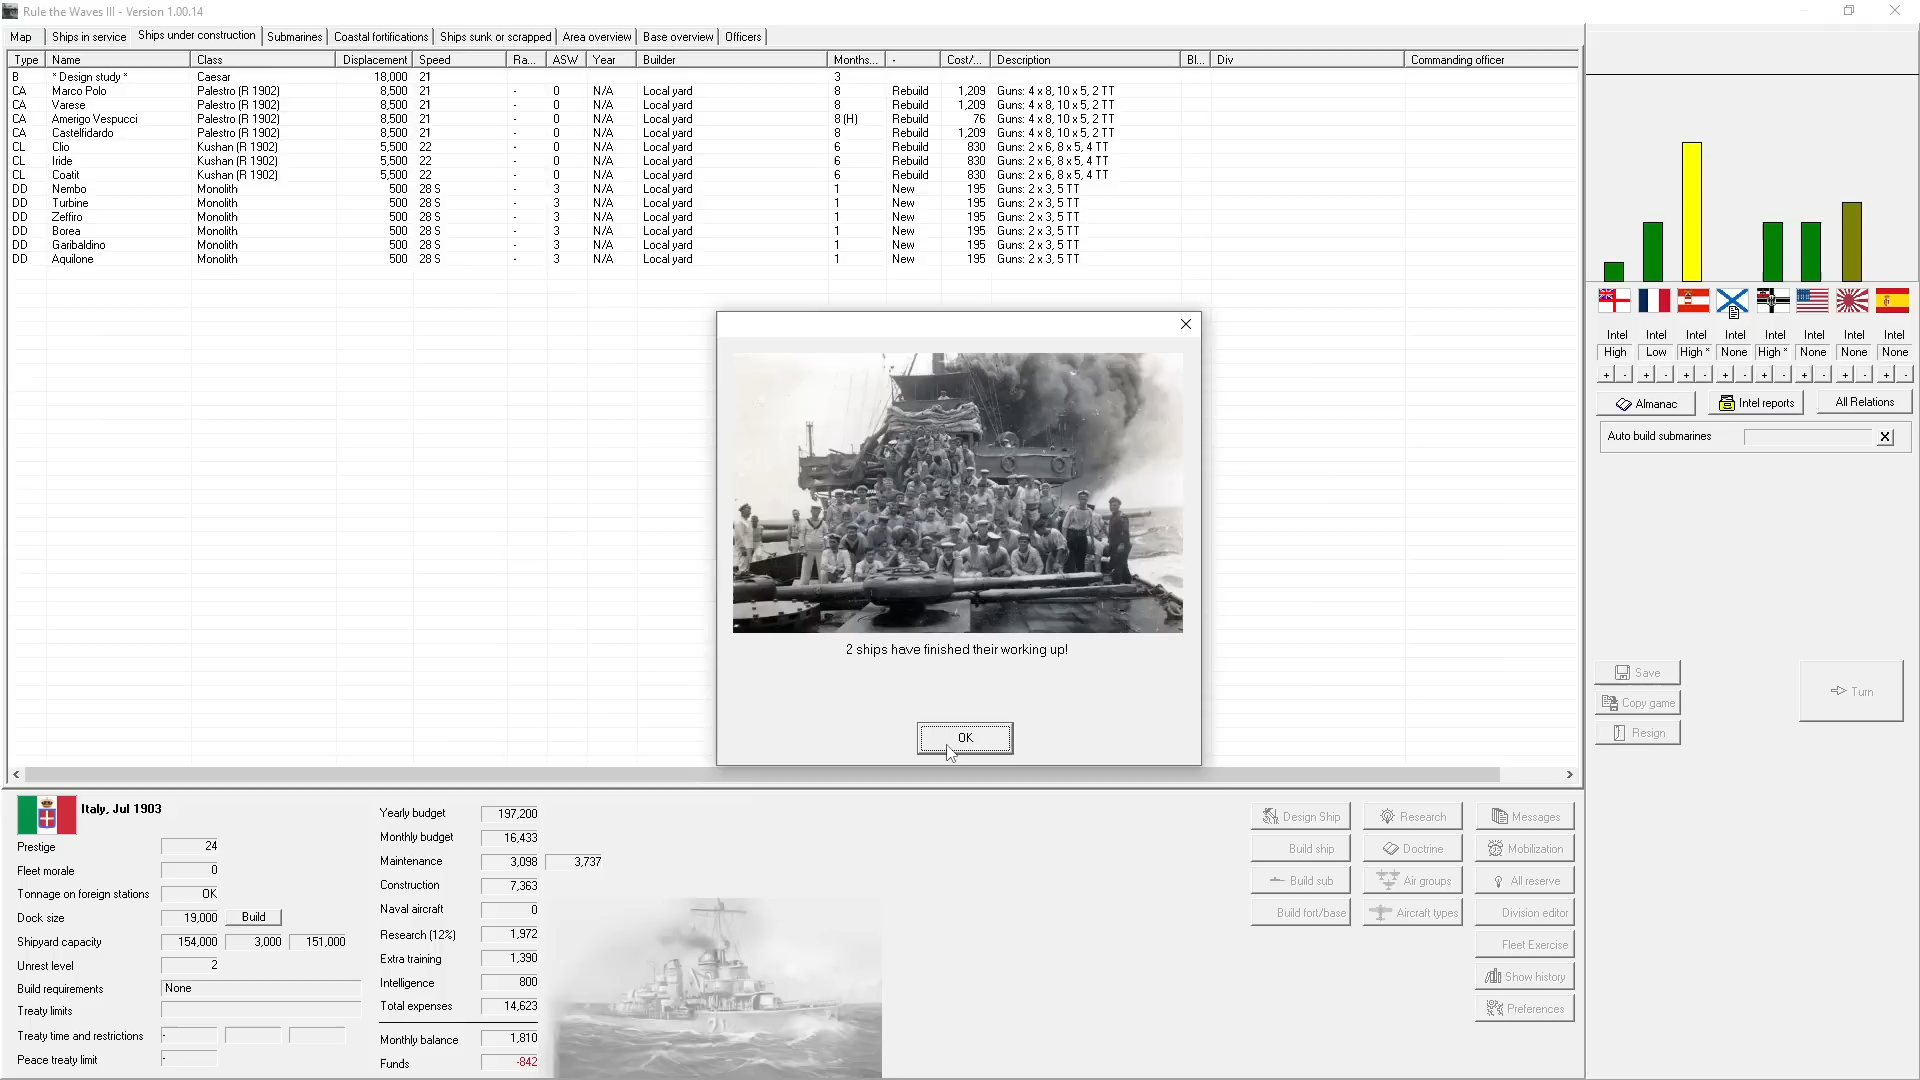 Rule the Waves III - Version 1.00.14
Map Ships in service Ships under construction Submarines Coastal fortifications Ships sunk or scrapped Area overview Base overview Officers
Type Name Class Displacement Speed Ra... ASW Year Builder Months... - Cost/... Description Bl... Div Commanding officer
B * Design study * Caesar 18,000 21 3
CA Marco Polo Palestro (R 1902) 8,500 21 - 0 N/A Local yard 8 Rebuild 1,209 Guns: 4 x 8, 10 x 5, 2 TT
CA Varese Palestro (R 1902) 8,500 21 - 0 N/A Local yard 8 Rebuild 1,209 Guns: 4 x 8, 10 x 5, 2 TT
CA Amerigo Vespucci Palestro (R 1902) 8,500 21 - 0 N/A Local yard 8 (H) Rebuild 76 Guns: 4 x 8, 10 x 5, 2 TT
CA Castelfidardo Palestro (R 1902) 8,500 21 - 0 N/A Local yard 8 Rebuild 1,209 Guns: 4 x 8, 10 x 5, 2 TT
CL Clio Kushan (R 1902) 5,500 22 - 0 N/A Local yard 6 Rebuild 830 Guns: 2 x 6, 8 x 5, 4 TT
CL Iride Kushan (R 1902) 5,500 22 - 0 N/A Local yard 6 Rebuild 830 Guns: 2 x 6, 8 x 5, 4 TT
CL Coatit Kushan (R 1902) 5,500 22 - 0 N/A Local yard 6 Rebuild 830 Guns: 2 x 6, 8 x 5, 4 TT
DD Nembo Monolith 500 28 S - 3 N/A Local yard 1 New 195 Guns: 2 x 3, 5 TT
DD Turbine Monolith 500 28 S - 3 N/A Local yard 1 New 195 Guns: 2 x 3, 5 TT
DD Zeffiro Monolith 500 28 S - 3 N/A Local yard 1 New 195 Guns: 2 x 3, 5 TT
DD Borea Monolith 500 28 S - 3 N/A Local yard 1 New 195 Guns: 2 x 3, 5 TT
DD Garibaldino Monolith 500 28 S - 3 N/A Local yard 1 New 195 Guns: 2 x 3, 5 TT
DD Aquilone Monolith 500 28 S - 3 N/A Local yard 1 New 195 Guns: 2 x 3, 5 TT
Intel Intel Intel Intel Intel Intel Intel Intel
High Low High * None High * None None None
+ - + - + - + - + - + - + - + -
Almanac Intel reports All Relations
Auto build submarines X
2 ships have finished their working up!
OK
Save
Copy game
Resign
Turn
Italy, Jul 1903
Prestige 24
Fleet morale 0
Tonnage on foreign stations OK
Dock size 19,000 Build
Shipyard capacity 154,000 3,000 151,000
Unrest level 2
Build requirements None
Treaty limits
Treaty time and restrictions -
Peace treaty limit -
Yearly budget 197,200
Monthly budget 16,433
Maintenance 3,098 3,737
Construction 7,363
Naval aircraft 0
Research (12%) 1,972
Extra training 1,390
Intelligence 800
Total expenses 14,623
Monthly balance 1,810
Funds -842
Design Ship Research Messages
Build ship Doctrine Mobilization
Build sub Air groups All reserve
Build fort/base Aircraft types Division editor
Fleet Exercise
Show history
Preferences